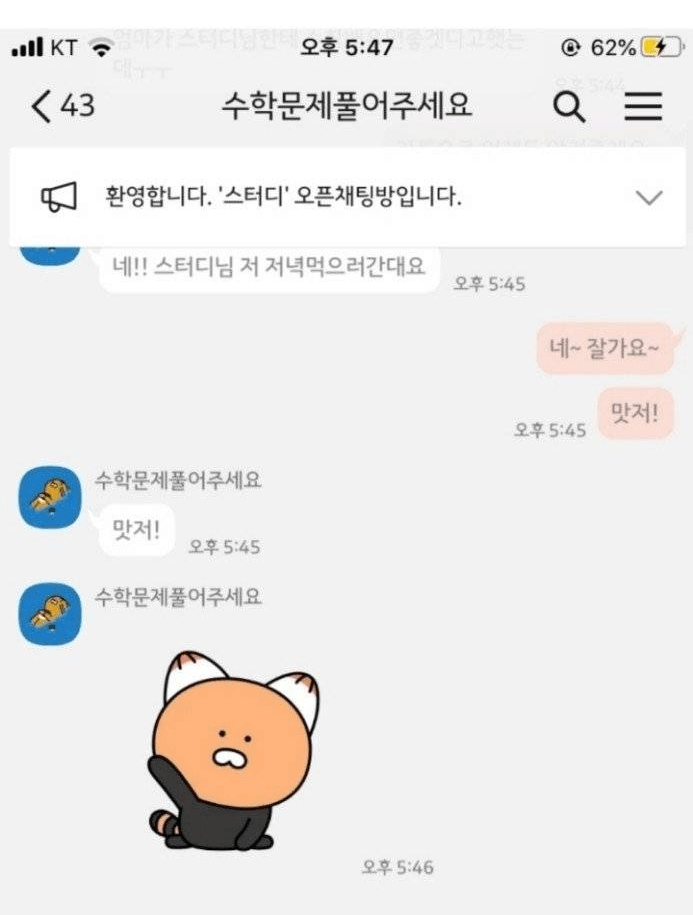 KT 오후 5:47 62%
엄마가 스터디님한테
대ㅜㅜ
오후 5:44
43 수학문제풀어주세요
환영합니다. '스터디' 오픈채팅방입니다.
네!! 스터디님 저 저녁먹으러간대요
오후 5:45
네~ 잘가요~
맛저!
오후 5:45
수학문제풀어주세요
맛저!
오후 5:45
수학문제풀어주세요
오후 5:46